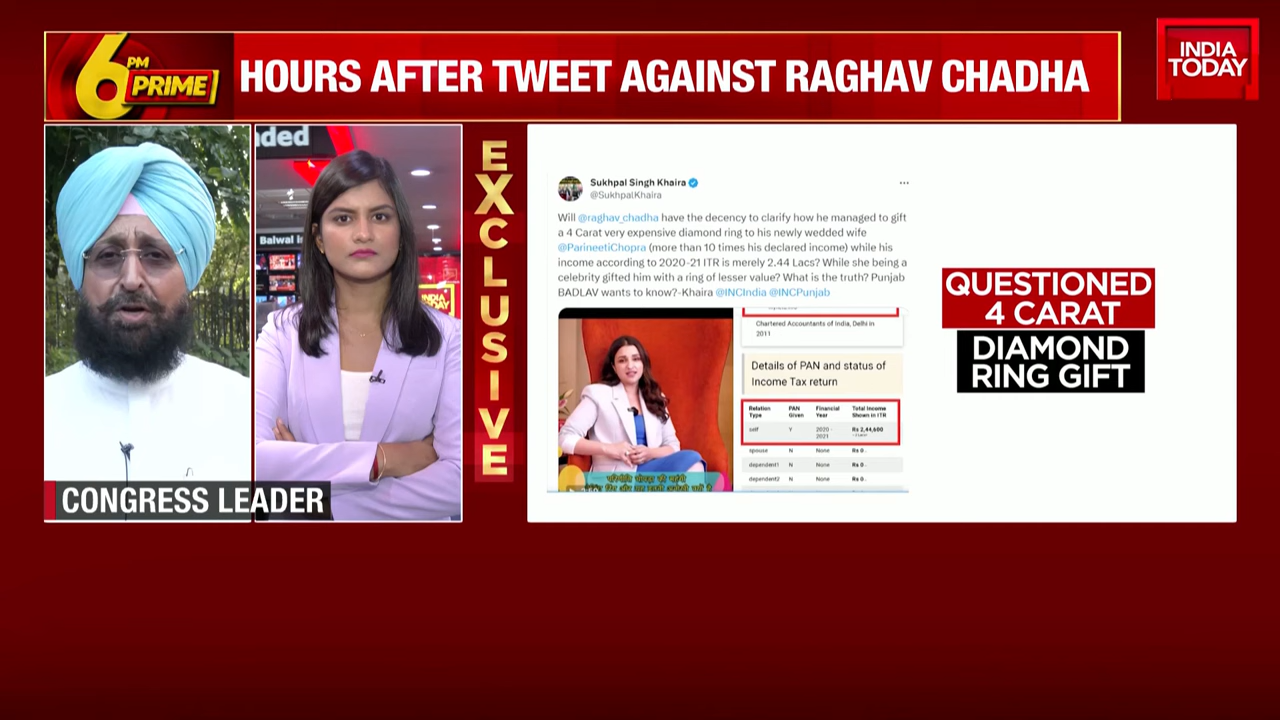 6 PM PRIME
HOURS AFTER TWEET AGAINST RAGHAV CHADHA
INDIA
TODAY
nded
Balwal
INDIA
TODAY
CONGRESS LEADER
EXCLUSIVE
Sukhpal Singh Khaira
@SukhpalKhaira
Will @raghav_chadha have the decency to clarify how he managed to gift
a 4 Carat very expensive diamond ring to his newly wedded wife
@ParineetiChopra (more than 10 times his declared income) while his
income according to 2020-21 ITR is merely 2.44 Lacs? While she being a
celebrity gifted him with a ring of lesser value? What is the truth? Punjab
BADLAV wants to know?-Khaira @INCIndia @INCPunjab
Chartered Accountants of India, Delhi in
2011
Details of PAN and status of
Income Tax return
Relation Type PAN Given Financial Year Total Income Shown in ITR
self Y 2020 - 2021 Rs 2,44,600
spouse N None Rs 0
dependent1 N None Rs 0
dependent2 N None Rs 0
QUESTIONED
4 CARAT
DIAMOND
RING GIFT